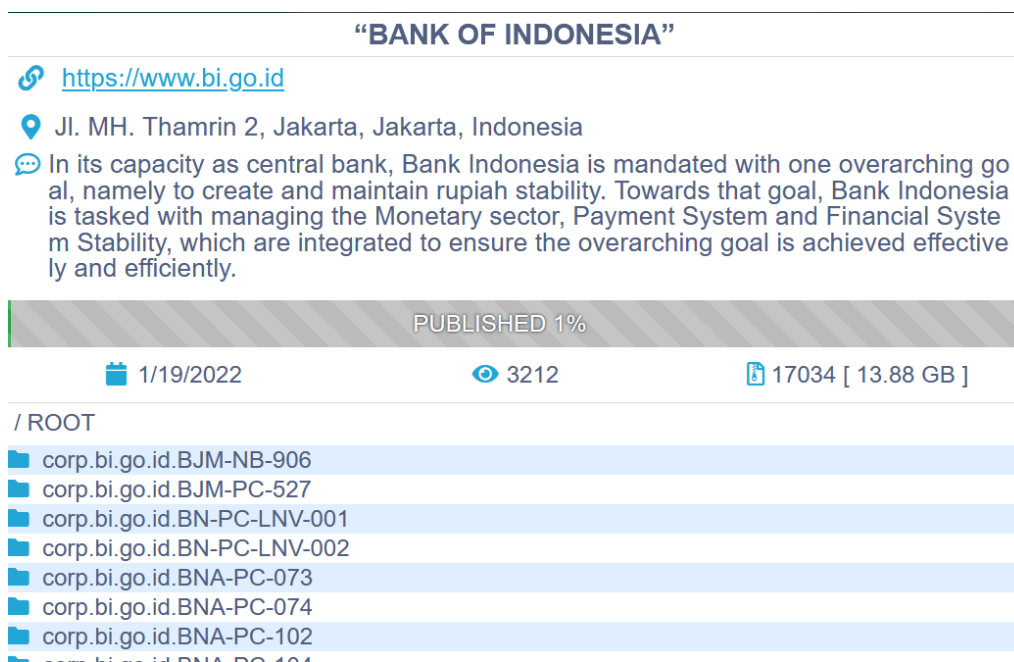 “BANK OF INDONESIA”
https://www.bi.go.id
Jl. MH. Thamrin 2, Jakarta, Jakarta, Indonesia
In its capacity as central bank, Bank Indonesia is mandated with one overarching go
al, namely to create and maintain rupiah stability. Towards that goal, Bank Indonesia
is tasked with managing the Monetary sector, Payment System and Financial Syste
m Stability, which are integrated to ensure the overarching goal is achieved effective
ly and efficiently.
PUBLISHED 1%
1/19/2022 3212 17034 [ 13.88 GB ]
/ ROOT
corp.bi.go.id.BJM-NB-906
corp.bi.go.id.BJM-PC-527
corp.bi.go.id.BN-PC-LNV-001
corp.bi.go.id.BN-PC-LNV-002
corp.bi.go.id.BNA-PC-073
corp.bi.go.id.BNA-PC-074
corp.bi.go.id.BNA-PC-102